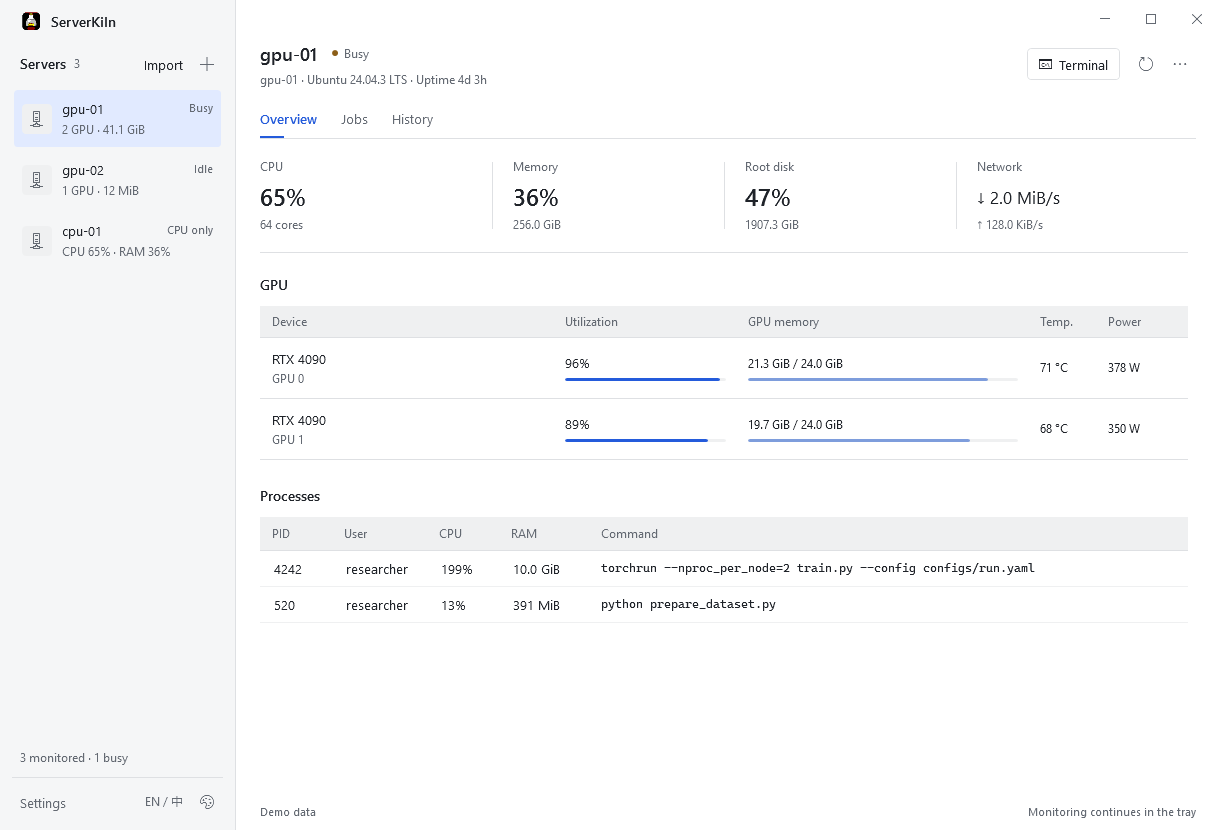 ServerKiln
Servers 3
Import
gpu-01 Busy
2 GPU · 41.1 GiB
gpu-02 Idle
1 GPU · 12 MiB
cpu-01 CPU only
CPU 65% · RAM 36%
3 monitored · 1 busy
Settings
EN / 中
gpu-01 Busy
gpu-01 · Ubuntu 24.04.3 LTS · Uptime 4d 3h
Terminal
Overview Jobs History
CPU Memory Root disk Network
65% 36% 47% ↓ 2.0 MiB/s
64 cores 256.0 GiB 1907.3 GiB ↑ 128.0 KiB/s
GPU
Device Utilization GPU memory Temp. Power
RTX 4090 96% 21.3 GiB / 24.0 GiB 71 °C 378 W
GPU 0
RTX 4090 89% 19.7 GiB / 24.0 GiB 68 °C 350 W
GPU 1
Processes
PID User CPU RAM Command
4242 researcher 199% 10.0 GiB torchrun --nproc_per_node=2 train.py --config configs/run.yaml
520 researcher 13% 391 MiB python prepare_dataset.py
Demo data
Monitoring continues in the tray